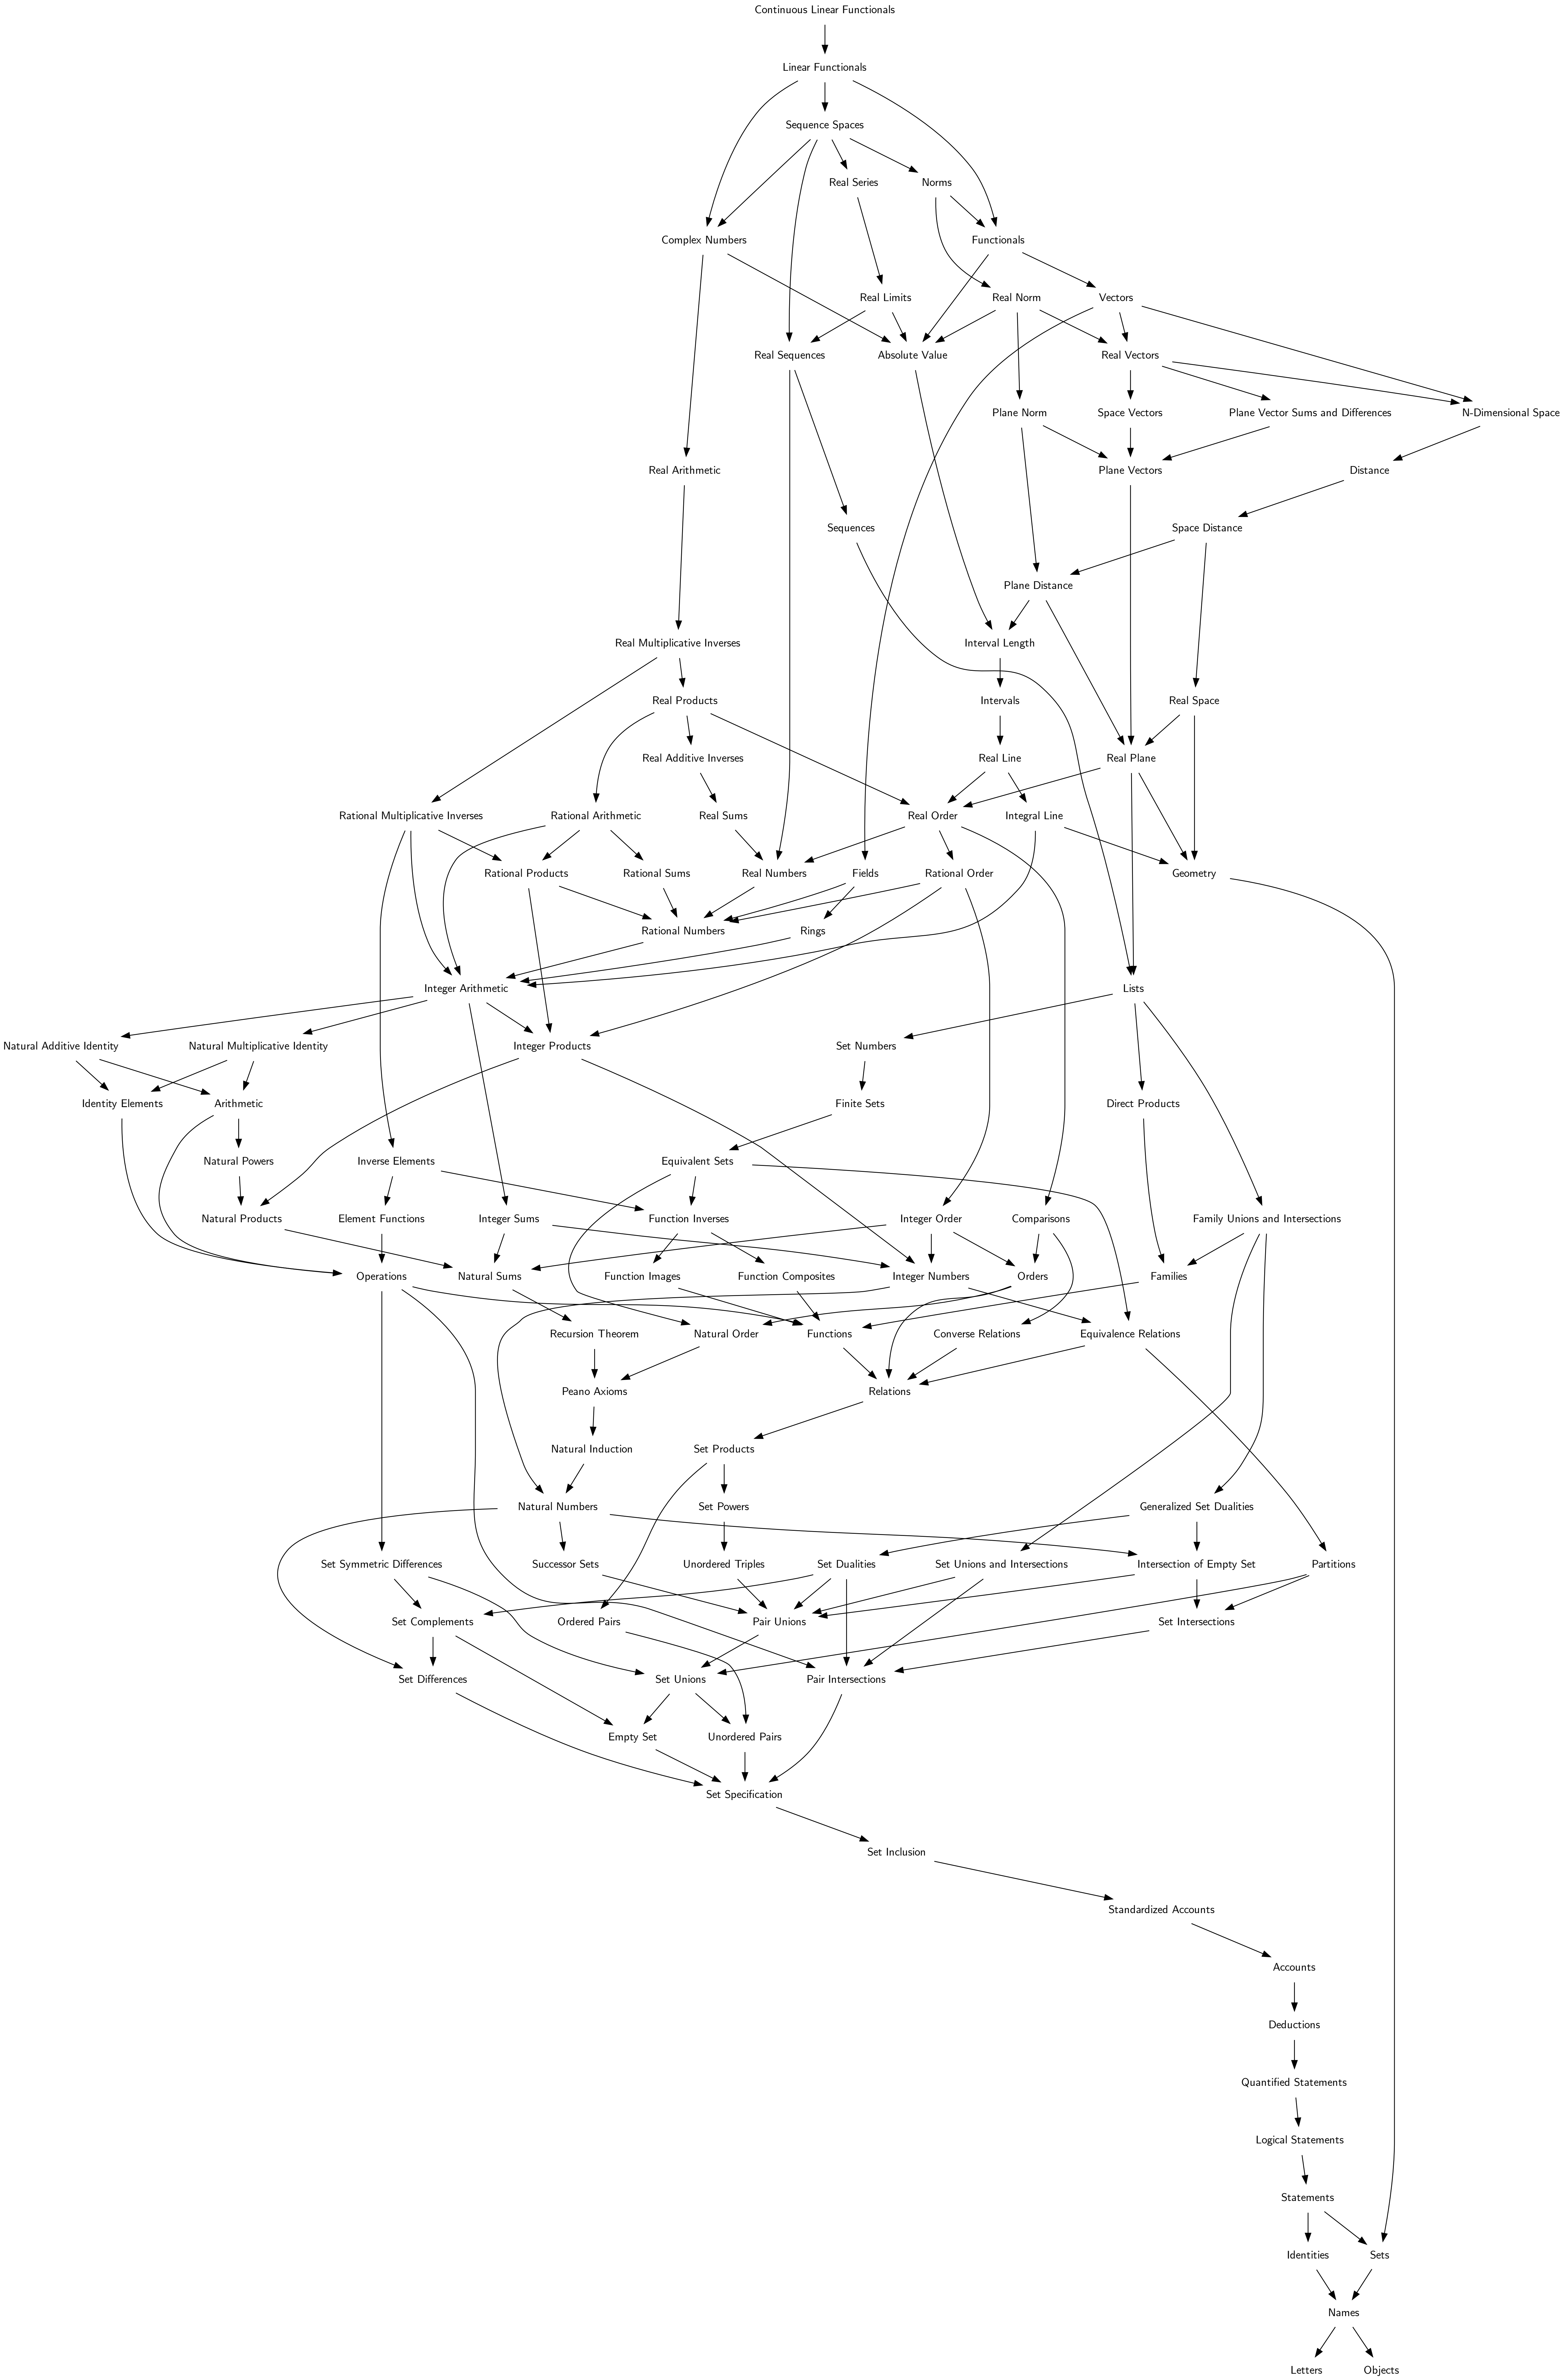 Continuous Linear Functionals
Linear Functionals
Sequence Spaces
Real Series
Norms
Complex Numbers
Functionals
Real Limits
Real Norm
Vectors
Real Sequences
Absolute Value
Real Vectors
Plane Norm
Space Vectors
Plane Vector Sums and Differences
N-Dimensional Space
Real Arithmetic
Plane Vectors
Distance
Sequences
Space Distance
Plane Distance
Real Multiplicative Inverses
Interval Length
Real Products
Intervals
Real Space
Real Additive Inverses
Real Line
Real Plane
Rational Multiplicative Inverses
Rational Arithmetic
Real Sums
Real Order
Integral Line
Rational Products
Rational Sums
Real Numbers
Fields
Rational Order
Geometry
Rational Numbers
Rings
Integer Arithmetic
Lists
Natural Additive Identity
Natural Multiplicative Identity
Integer Products
Set Numbers
Identity Elements
Arithmetic
Finite Sets
Direct Products
Natural Powers
Inverse Elements
Equivalent Sets
Natural Products
Element Functions
Integer Sums
Function Inverses
Integer Order
Comparisons
Family Unions and Intersections
Operations
Natural Sums
Function Images
Function Composites
Integer Numbers
Orders
Families
Recursion Theorem
Natural Order
Functions
Converse Relations
Equivalence Relations
Peano Axioms
Relations
Natural Induction
Set Products
Natural Numbers
Set Powers
Generalized Set Dualities
Set Symmetric Differences
Successor Sets
Unordered Triples
Set Dualities
Set Unions and Intersections
Intersection of Empty Set
Partitions
Set Complements
Ordered Pairs
Pair Unions
Set Intersections
Set Differences
Set Unions
Pair Intersections
Empty Set
Unordered Pairs
Set Specification
Set Inclusion
Standardized Accounts
Accounts
Deductions
Quantified Statements
Logical Statements
Statements
Identities
Sets
Names
Letters
Objects